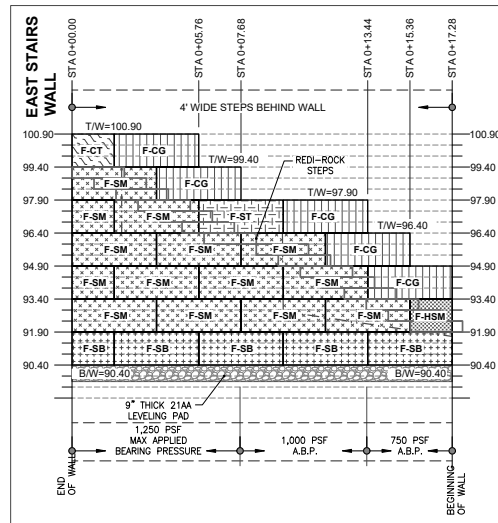 EAST STAIRS
WALL
STA 0+00.00
STA 0+05.76
STA 0+07.68
STA 0+13.44
STA 0+15.36
STA 0+17.28
4' WIDE STEPS BEHIND WALL
100.90
T/W=100.90
100.90
F-CT
F-CG
T/W=99.40
REDI-ROCK
STEPS
99.40
99.40
F-SM
F-CG
T/W=97.90
97.90
97.90
F-SM
F-SM
F-ST
F-CG
T/W=96.40
96.40
96.40
F-SM
F-SM
F-SM
F-CG
94.90
94.90
F-SM
F-SM
F-SM
F-SM
F-CG
93.40
93.40
F-SM
F-SM
F-SM
F-SM
F-HSM
91.90
91.90
F-SB
F-SB
F-SB
F-SB
F-SB
90.40
B/W=90.40
B/W=90.40
90.40
9" THICK 21AA
LEVELING PAD
1,250 PSF
MAX APPLIED
BEARING PRESSURE
1,000 PSF
A.B.P.
750 PSF
A.B.P.
END
OF WALL
BEGINNING
OF WALL